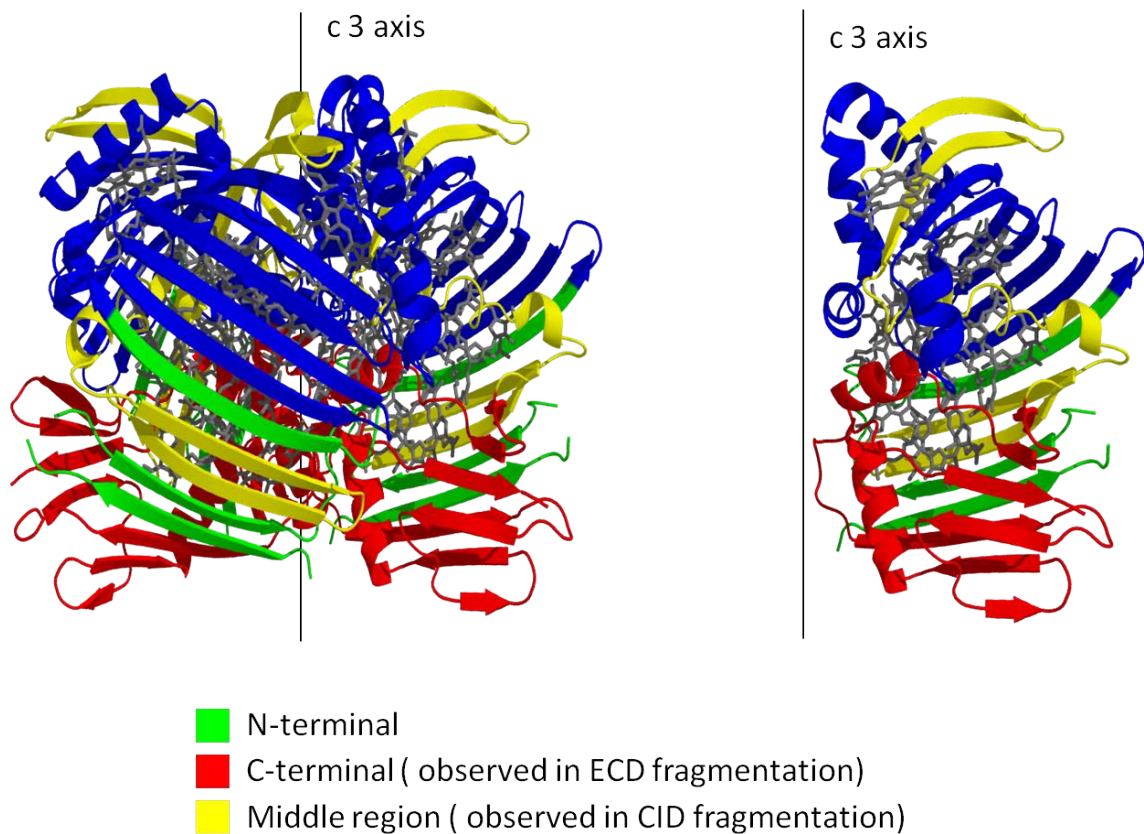 c 3 axis
c 3 axis
N-terminal
C-terminal ( observed in ECD fragmentation)
Middle region ( observed in CID fragmentation)